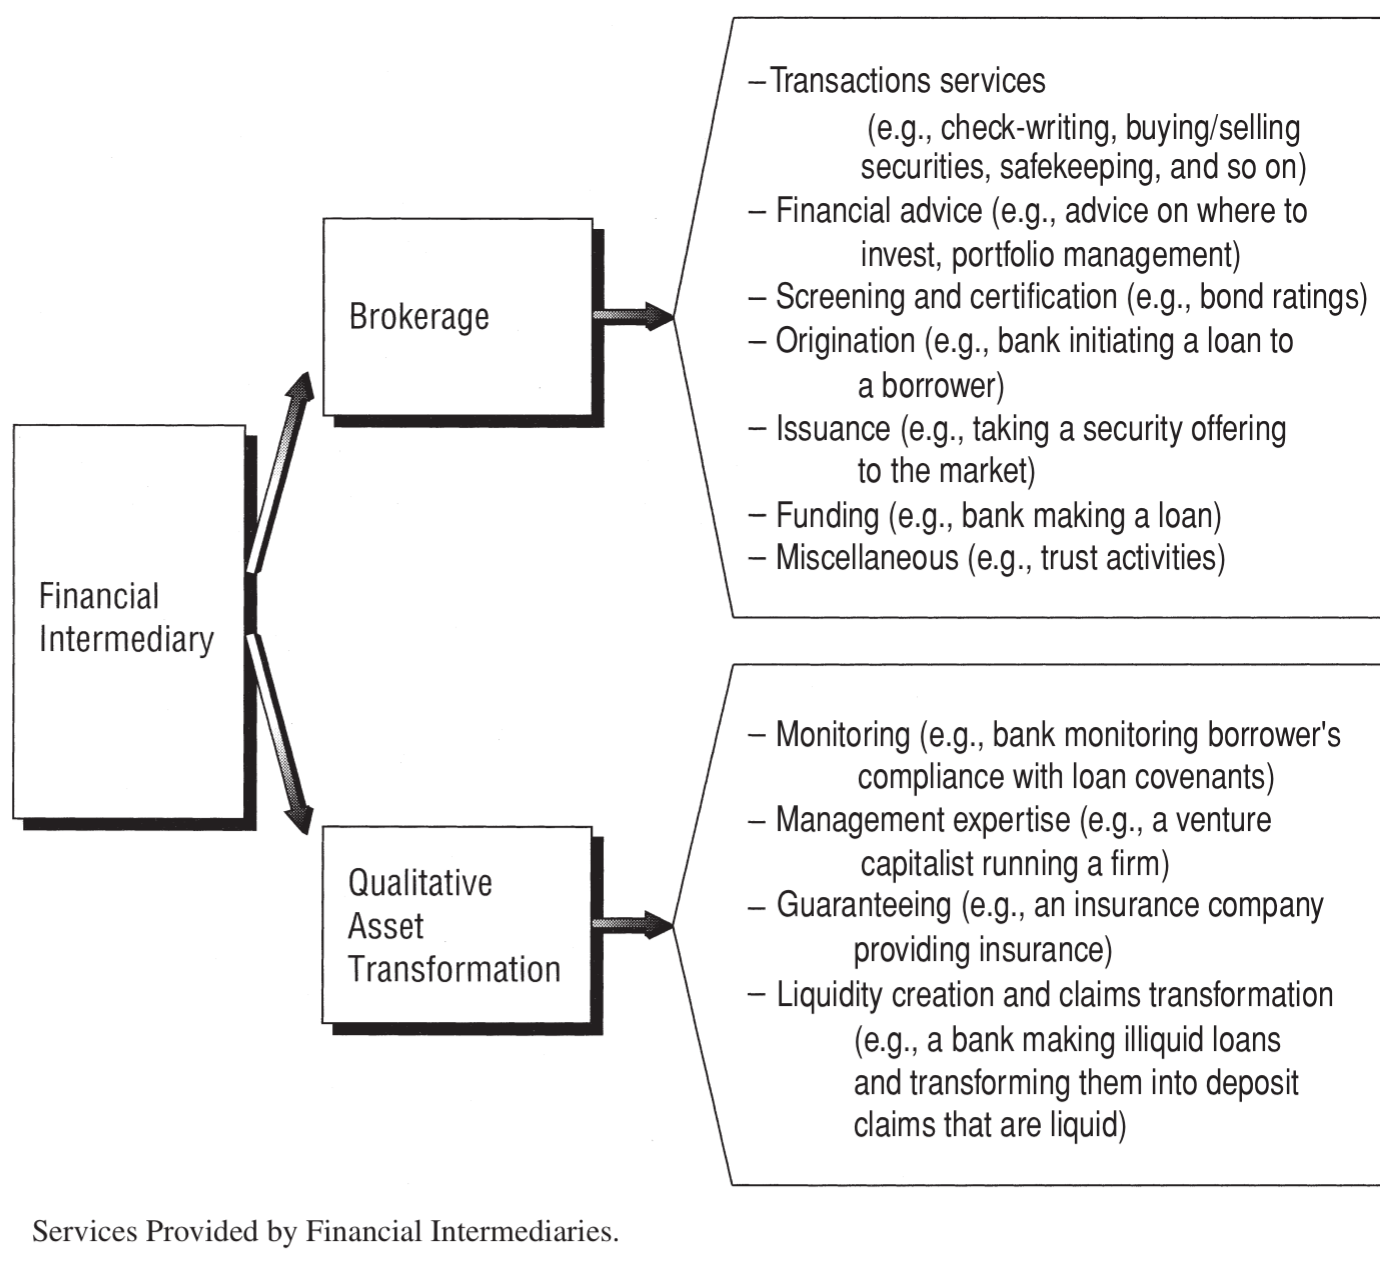 Financial
Intermediary
Brokerage
– Transactions services
(e.g., check-writing, buying/selling
securities, safekeeping, and so on)
– Financial advice (e.g., advice on where to
invest, portfolio management)
– Screening and certification (e.g., bond ratings)
– Origination (e.g., bank initiating a loan to
a borrower)
– Issuance (e.g., taking a security offering
to the market)
– Funding (e.g., bank making a loan)
– Miscellaneous (e.g., trust activities)
Qualitative
Asset
Transformation
– Monitoring (e.g., bank monitoring borrower's
compliance with loan covenants)
– Management expertise (e.g., a venture
capitalist running a firm)
– Guaranteeing (e.g., an insurance company
providing insurance)
– Liquidity creation and claims transformation
(e.g., a bank making illiquid loans
and transforming them into deposit
claims that are liquid)
Services Provided by Financial Intermediaries.